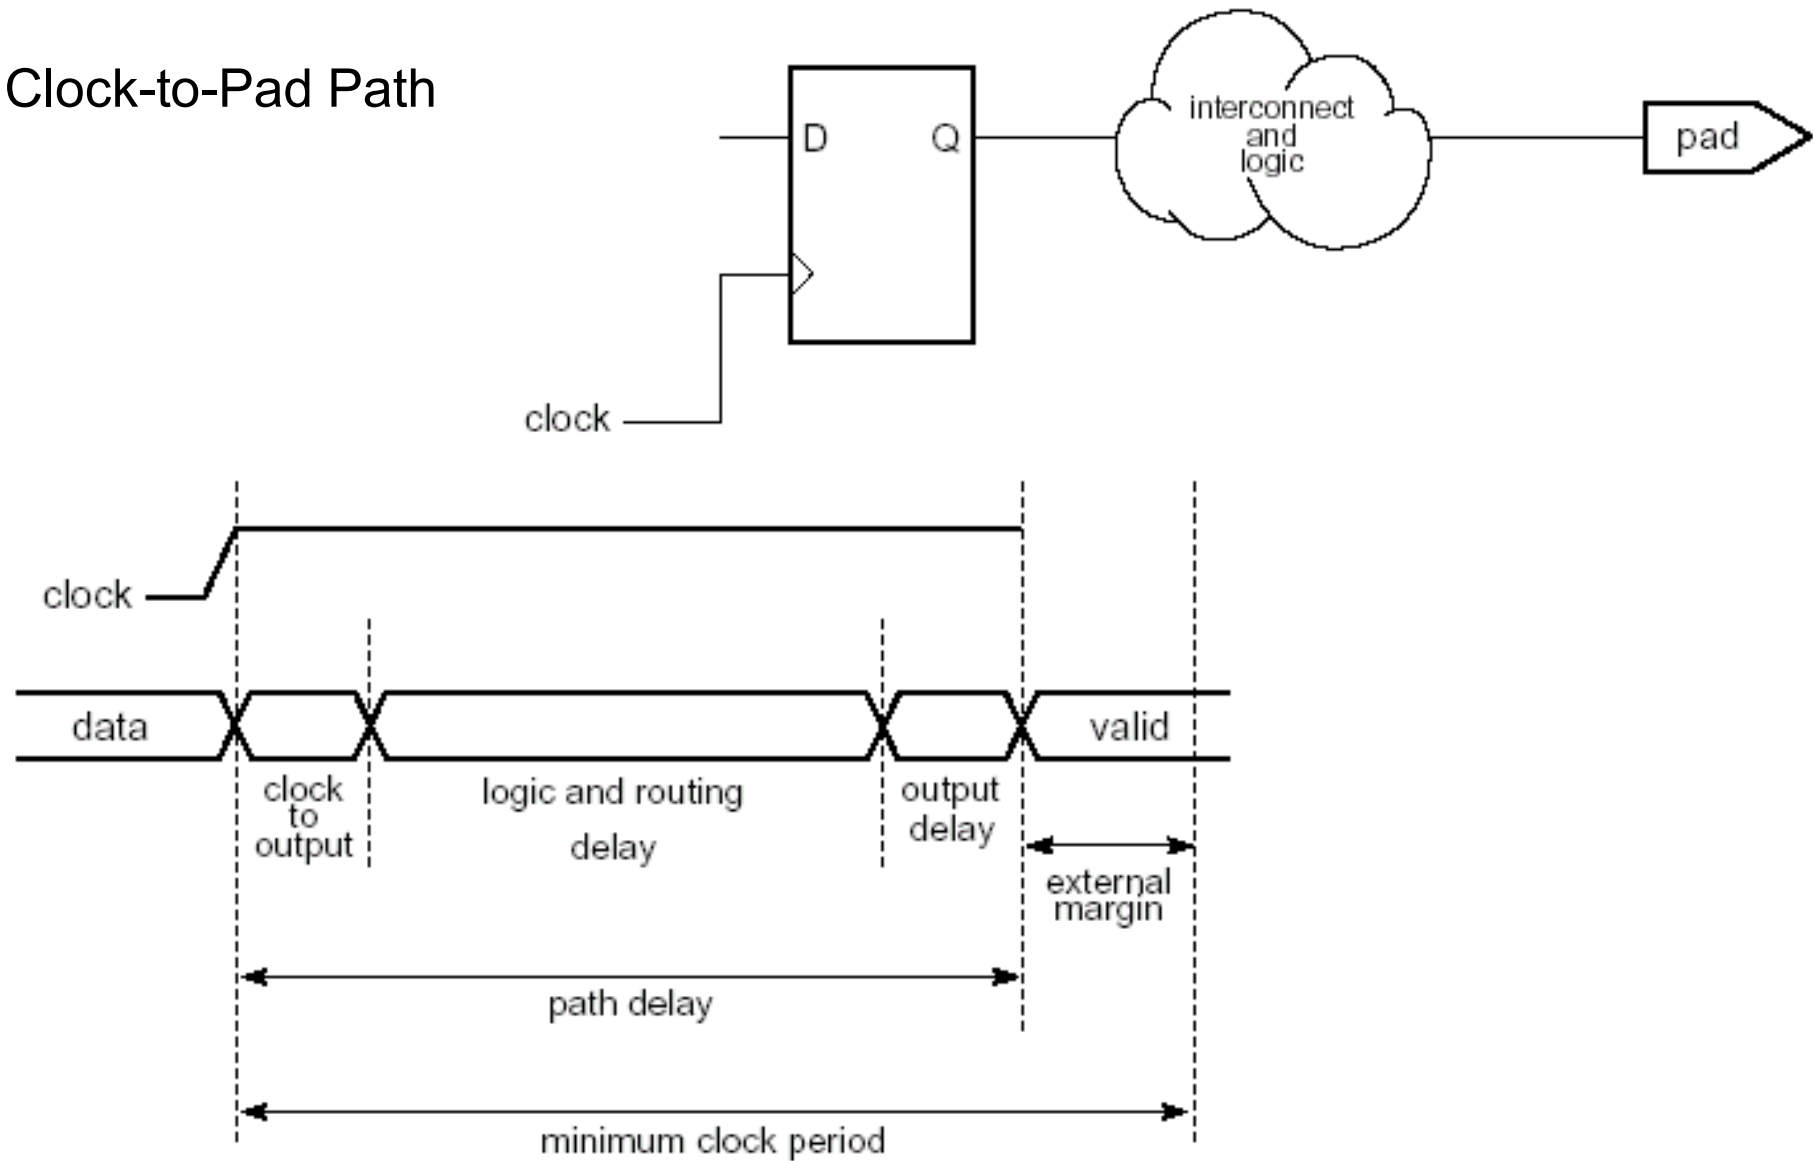 Clock-to-Pad Path
D
Q
interconnect
and
logic
pad
clock
clock
data
valid
clock
to
output
logic and routing
delay
output
delay
external
margin
path delay
minimum clock period